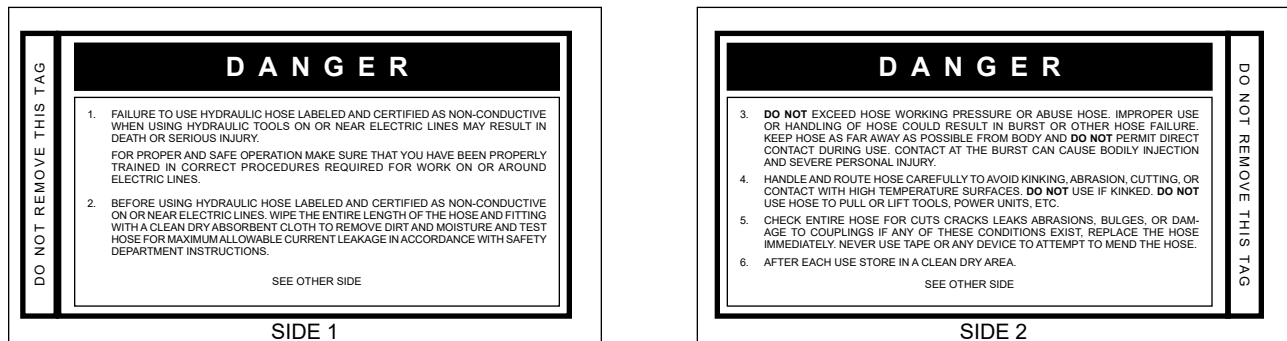 DO NOT REMOVE THIS TAG
DANGER
1. FAILURE TO USE HYDRAULIC HOSE LABELED AND CERTIFIED AS NON-CONDUCTIVE
WHEN USING HYDRAULIC TOOLS ON OR NEAR ELECTRIC LINES MAY RESULT IN
DEATH OR SERIOUS INJURY.
FOR PROPER AND SAFE OPERATION MAKE SURE THAT YOU HAVE BEEN PROPERLY
TRAINED IN CORRECT PROCEDURES REQUIRED FOR WORK ON OR AROUND
ELECTRIC LINES.
2. BEFORE USING HYDRAULIC HOSE LABELED AND CERTIFIED AS NON-CONDUCTIVE
ON OR NEAR ELECTRIC LINES. WIPE THE ENTIRE LENGTH OF THE HOSE AND FITTING
WITH A CLEAN DRY ABSORBENT CLOTH TO REMOVE DIRT AND MOISTURE AND TEST
HOSE FOR MAXIMUM ALLOWABLE CURRENT LEAKAGE IN ACCORDANCE WITH SAFETY
DEPARTMENT INSTRUCTIONS.
SEE OTHER SIDE
SIDE 1
DANGER
3. DO NOT EXCEED HOSE WORKING PRESSURE OR ABUSE HOSE. IMPROPER USE
OR HANDLING OF HOSE COULD RESULT IN BURST OR OTHER HOSE FAILURE.
KEEP HOSE AS FAR AWAY AS POSSIBLE FROM BODY AND DO NOT PERMIT DIRECT
CONTACT DURING USE. CONTACT AT THE BURST CAN CAUSE BODILY INJECTION
AND SEVERE PERSONAL INJURY.
4. HANDLE AND ROUTE HOSE CAREFULLY TO AVOID KINKING, ABRASION, CUTTING, OR
CONTACT WITH HIGH TEMPERATURE SURFACES. DO NOT USE IF KINKED. DO NOT
USE HOSE TO PULL OR LIFT TOOLS, POWER UNITS, ETC.
5. CHECK ENTIRE HOSE FOR CUTS CRACKS LEAKS ABRASIONS, BULGES, OR DAM-
AGE TO COUPLINGS IF ANY OF THESE CONDITIONS EXIST, REPLACE THE HOSE
IMMEDIATELY. NEVER USE TAPE OR ANY DEVICE TO ATTEMPT TO MEND THE HOSE.
6. AFTER EACH USE STORE IN A CLEAN DRY AREA.
SEE OTHER SIDE
DO NOT REMOVE THIS TAG
SIDE 2